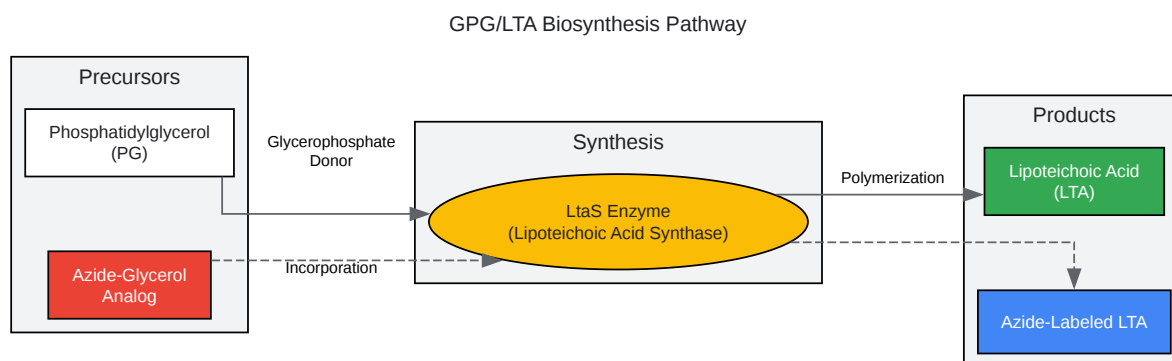 GPG/LTA Biosynthesis Pathway
Precursors
Phosphatidylglycerol
(PG)
Azide-Glycerol
Analog
Glycerophosphate
Donor
Incorporation
Synthesis
LtaS Enzyme
(Lipoteichoic Acid Synthase)
Polymerization
Products
Lipoteichoic Acid
(LTA)
Azide-Labeled LTA